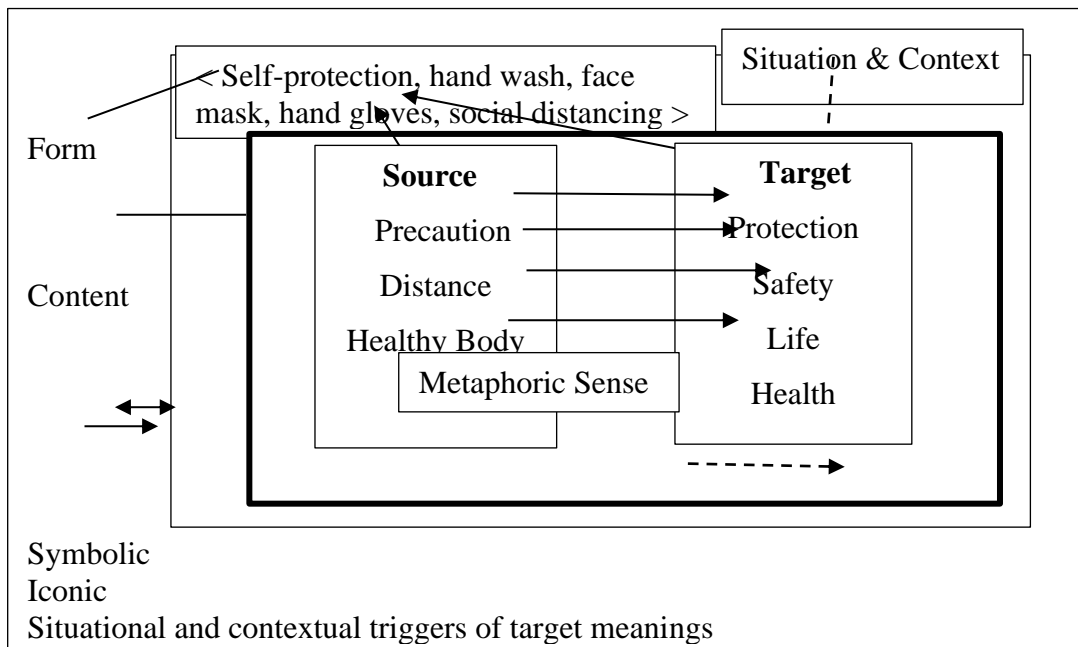 < Self-protection, hand wash, face
mask, hand gloves, social distancing >
Situation & Context
Form
Source
Target
Precaution
Protection
Distance
Content
Safety
Healthy Body
Life
Metaphoric Sense
Health
Symbolic
Iconic
Situational and contextual triggers of target meanings